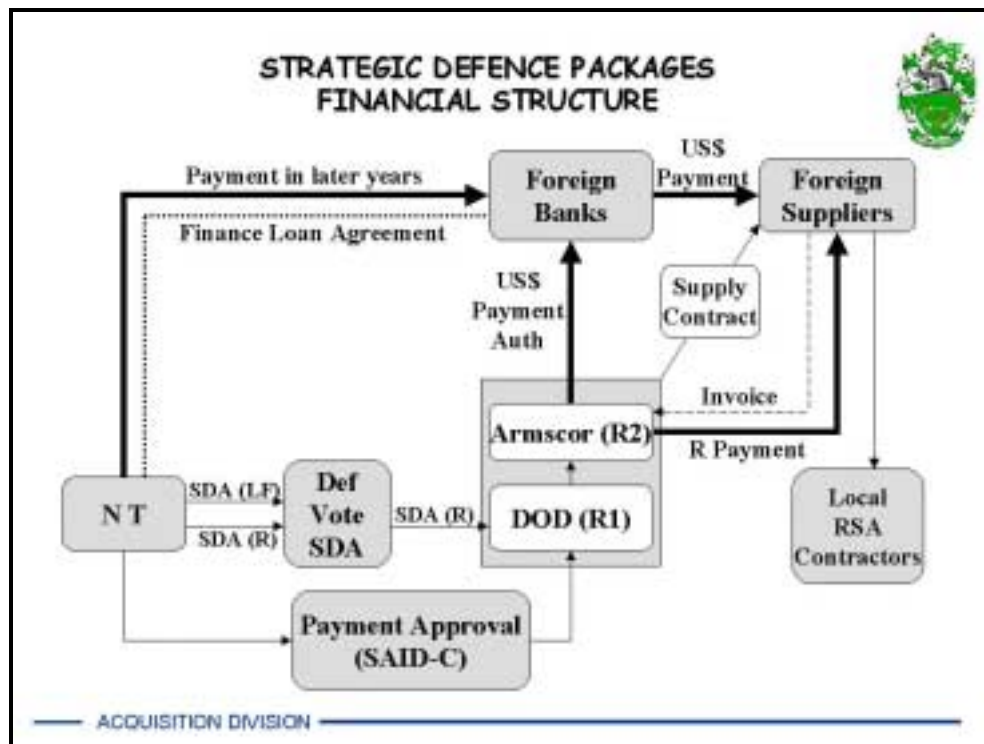 STRATEGIC DEFENCE PACKAGES
FINANCIAL STRUCTURE
Payment in later years
Finance Loan Agreement
Foreign
Banks
US$
Payment
Foreign
Suppliers
US$
Payment
Auth
Supply
Contract
Invoice
Armscor (R2)
R Payment
N T
SDA (LF)
SDA (R)
Def
Vote
SDA
SDA (R)
DOD (R1)
Local
RSA
Contractors
Payment Approval
(SAID-C)
ACQUISITION DIVISION